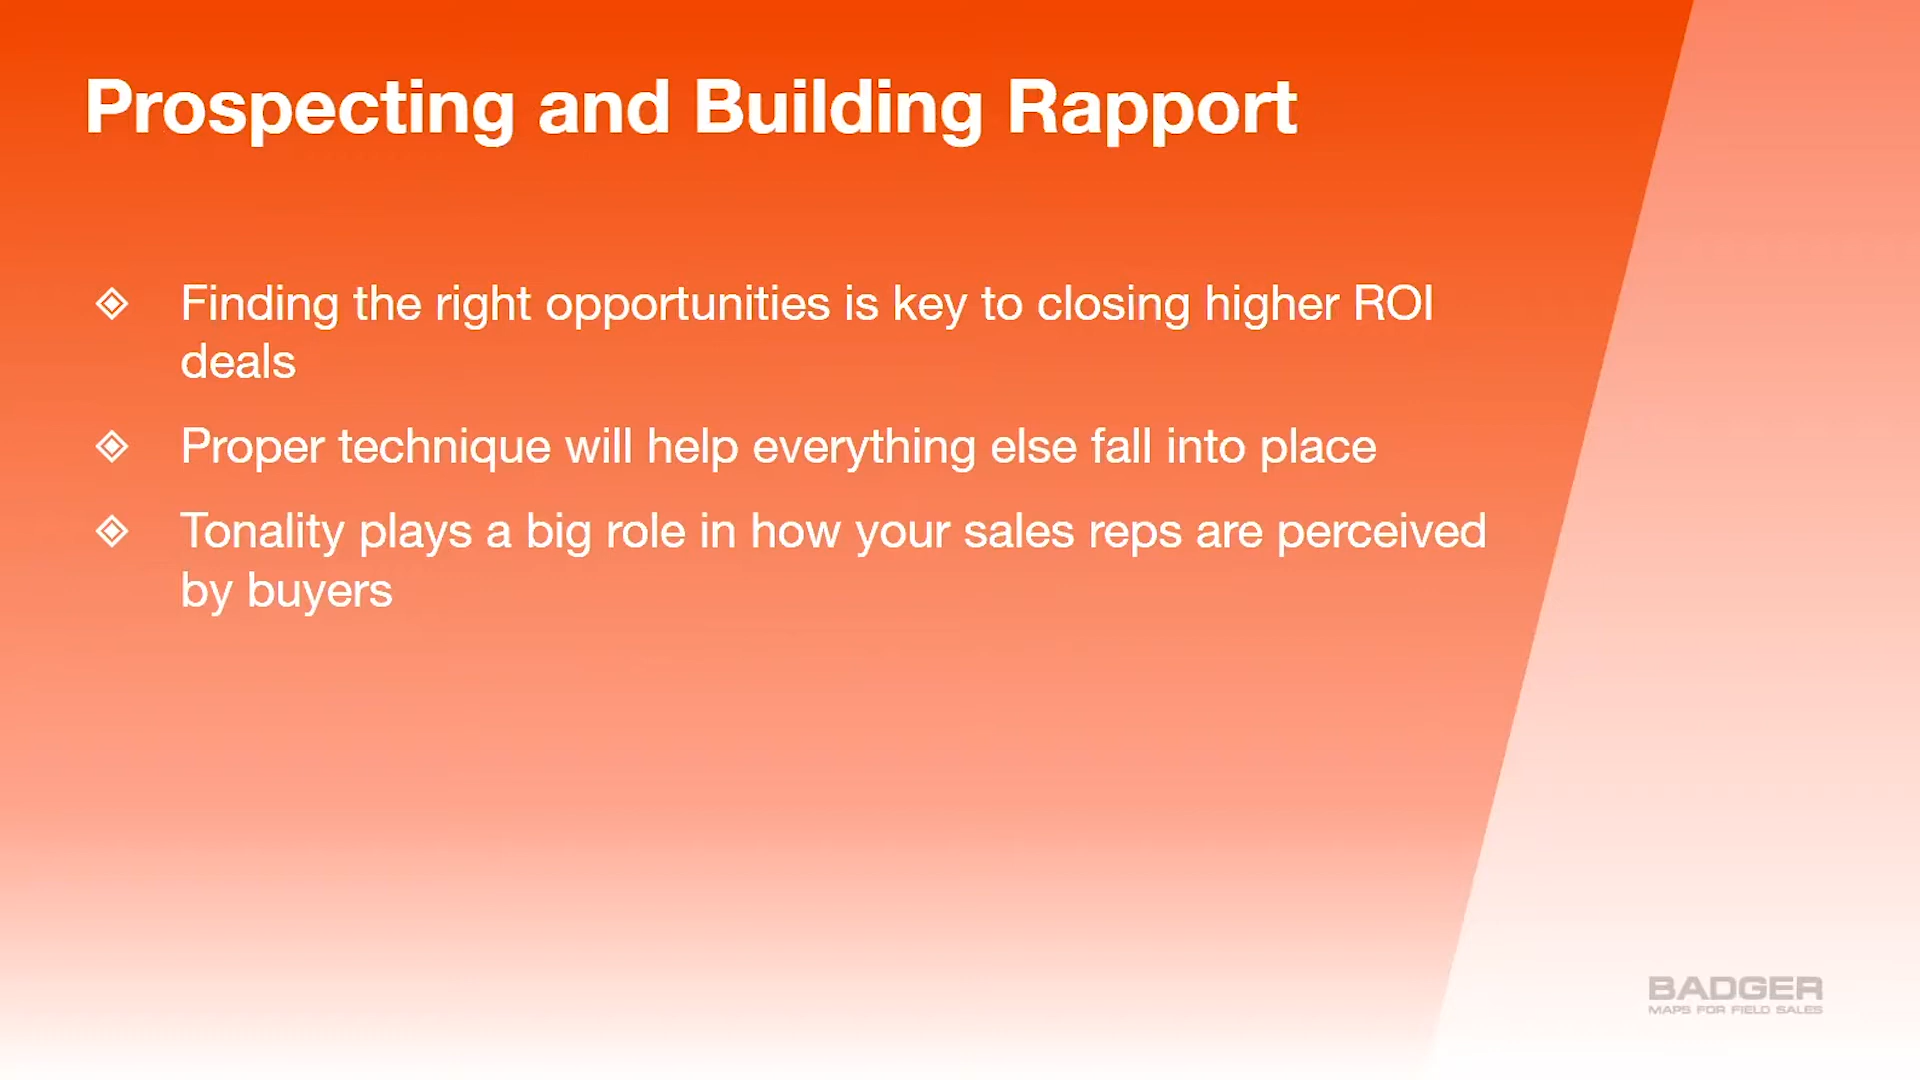 Prospecting and Building Rapport
Finding the right opportunities is key to closing higher ROI
deals
Proper technique will help everything else fall into place
Tonality plays a big role in how your sales reps are perceived
by buyers
BADGER
MAPS FOR FIELD SALES